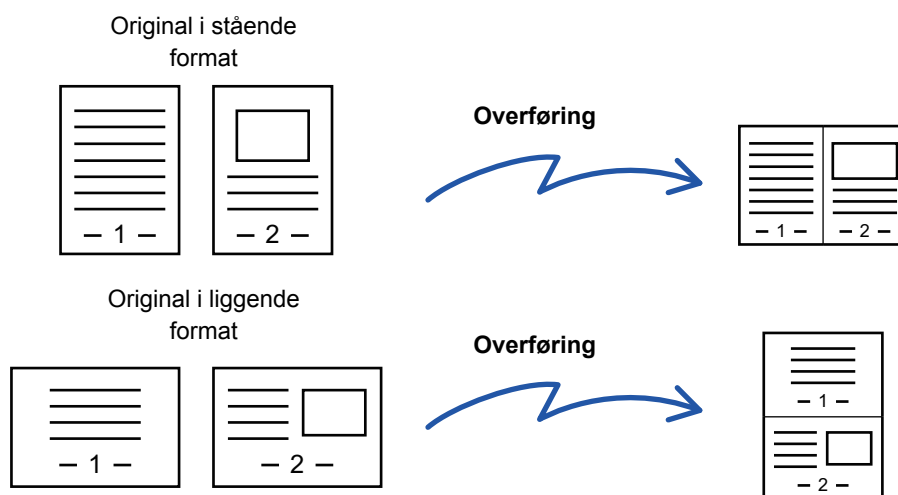 Original i stående
format
Overføring
– 1 –
– 2 –
– 1 –
– 2 –
Original i liggende
format
Overføring
– 1 –
– 1 –
– 2 –
– 2 –